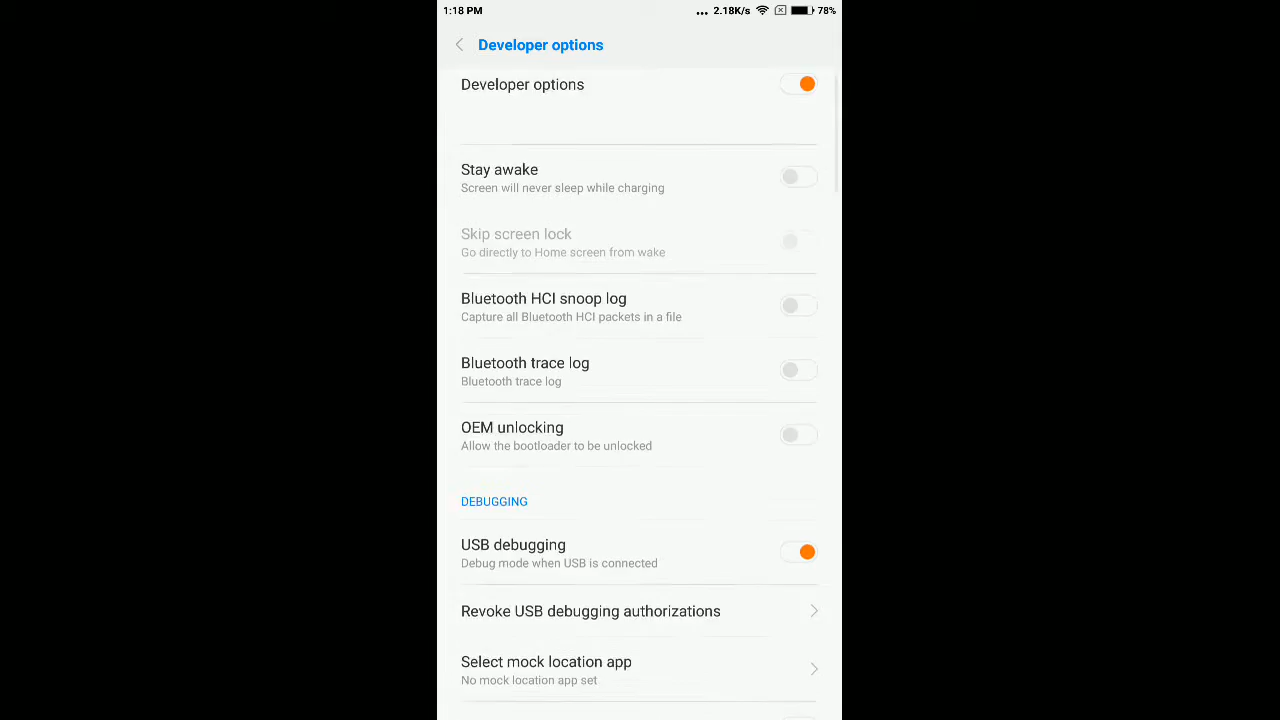 1:18 PM ... 2.18K/s 78%
Developer options
Developer options
Stay awake
Screen will never sleep while charging
Skip screen lock
Go directly to Home screen from wake
Bluetooth HCI snoop log
Capture all Bluetooth HCI packets in a file
Bluetooth trace log
Bluetooth trace log
OEM unlocking
Allow the bootloader to be unlocked
DEBUGGING
USB debugging
Debug mode when USB is connected
Revoke USB debugging authorizations
Select mock location app
No mock location app set